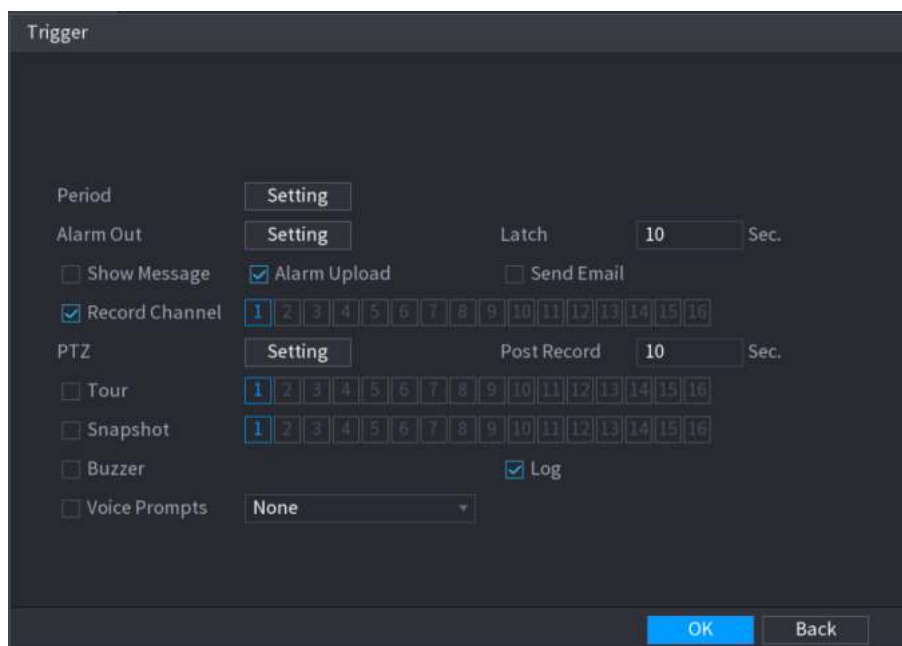 Trigger
Period Setting
Alarm Out Setting Latch 10 Sec.
Show Message Alarm Upload Send Email
Record Channel 1 2 3 4 5 6 7 8 9 10 11 12 13 14 15 16
PTZ Setting Post Record 10 Sec.
Tour 1 2 3 4 5 6 7 8 9 10 11 12 13 14 15 16
Snapshot 1 2 3 4 5 6 7 8 9 10 11 12 13 14 15 16
Buzzer Log
Voice Prompts None
OK Back